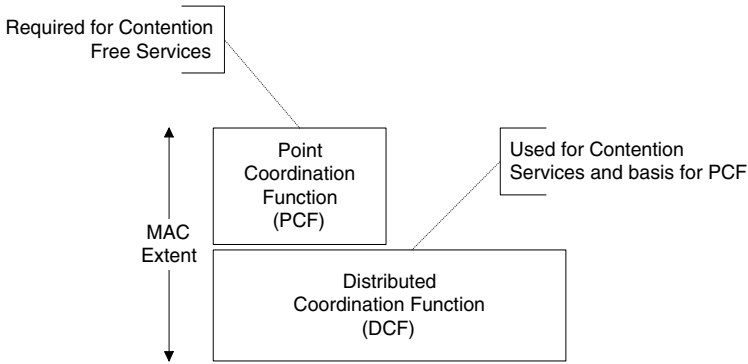 Required for Contention
Free Services
Point
Coordination
Function
(PCF)
Used for Contention
Services and basis for PCF
MAC
Extent
Distributed
Coordination Function
(DCF)